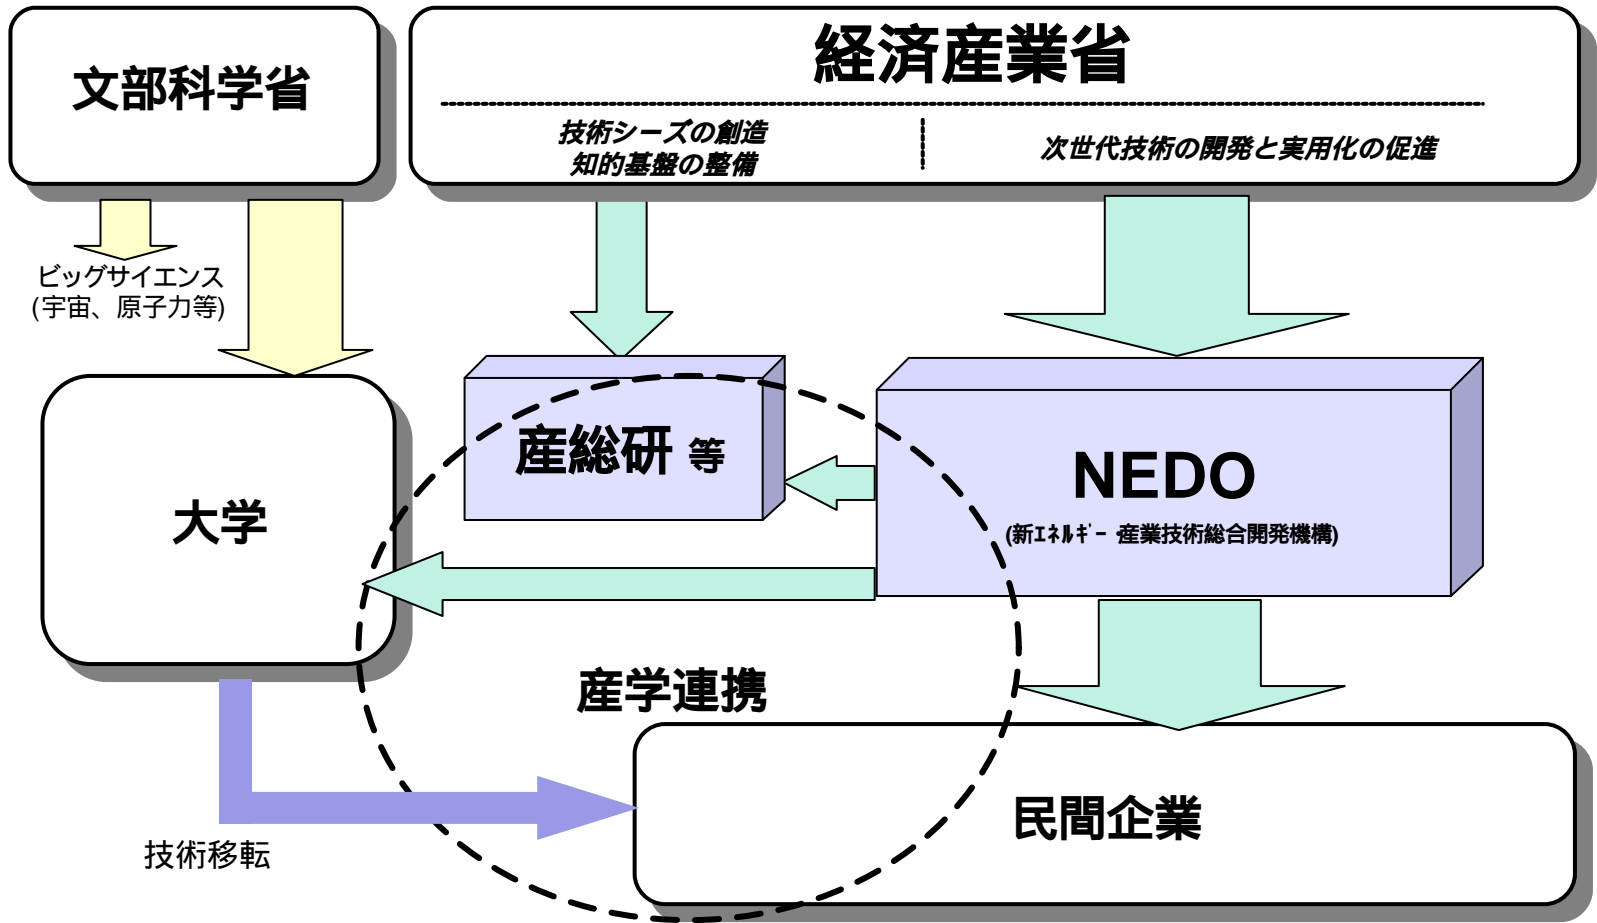 文部科学省
経済産業省
技術シーズの創造
知的基盤の整備
次世代技術の開発と実用化の促進
ビッグサイエンス
(宇宙、原子力等)
産総研 等
NEDO
(新ｴﾈﾙｷﾞｰ・産業技術総合開発機構)
大学
産学連携
民間企業
技術移転